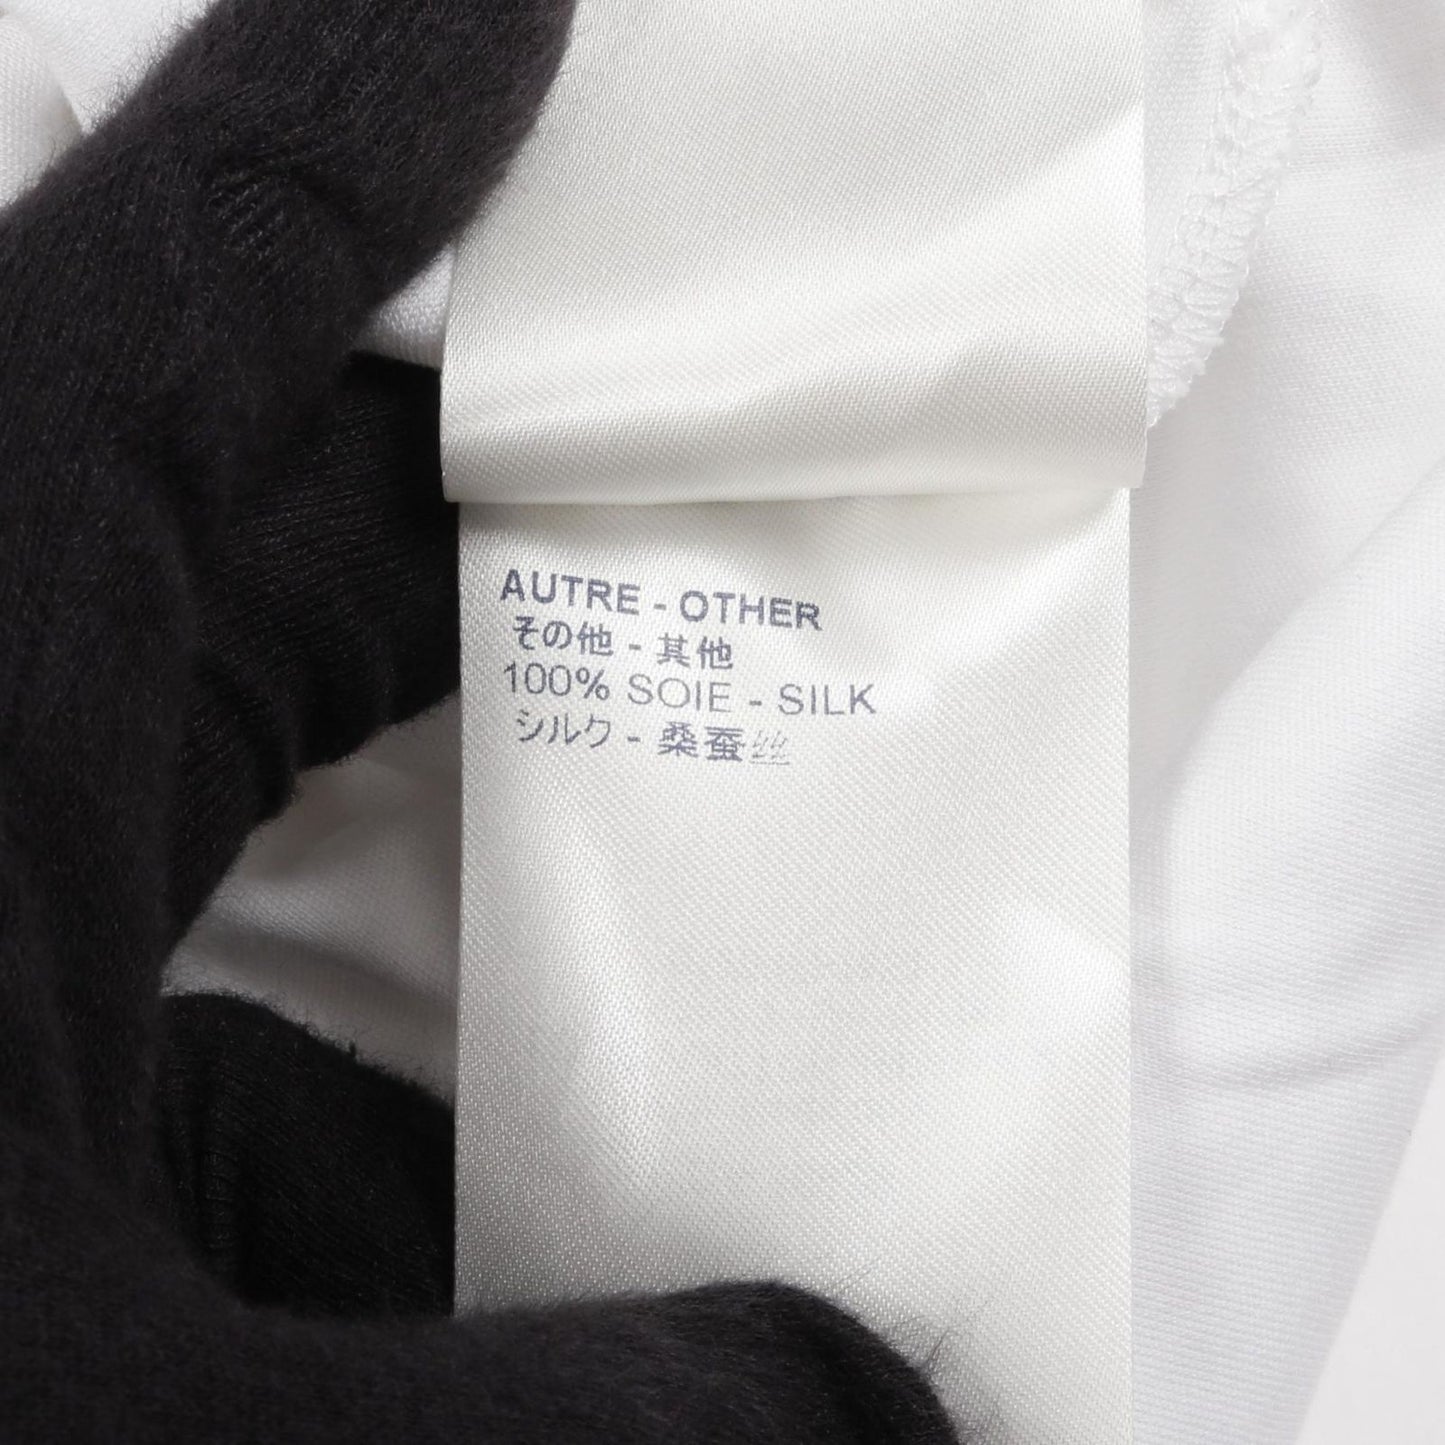 AUTRE - OTHER
その他 - 其他
100% SOIE - SILK
シルク - 桑蚕丝